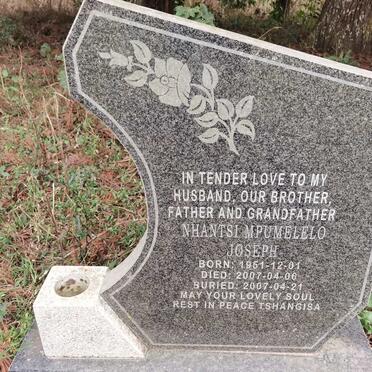 IN TENDER LOVE TO MY
HUSBAND, OUR BROTHER,
FATHER AND GRANDFATHER
NHANTSI MPUMELELO
JOSEPH
BORN: 1951-12-01
DIED: 2007-04-06
BURIED: 2007-04-21
MAY YOUR LOVELY SOUL
REST IN PEACE TSHANGISA